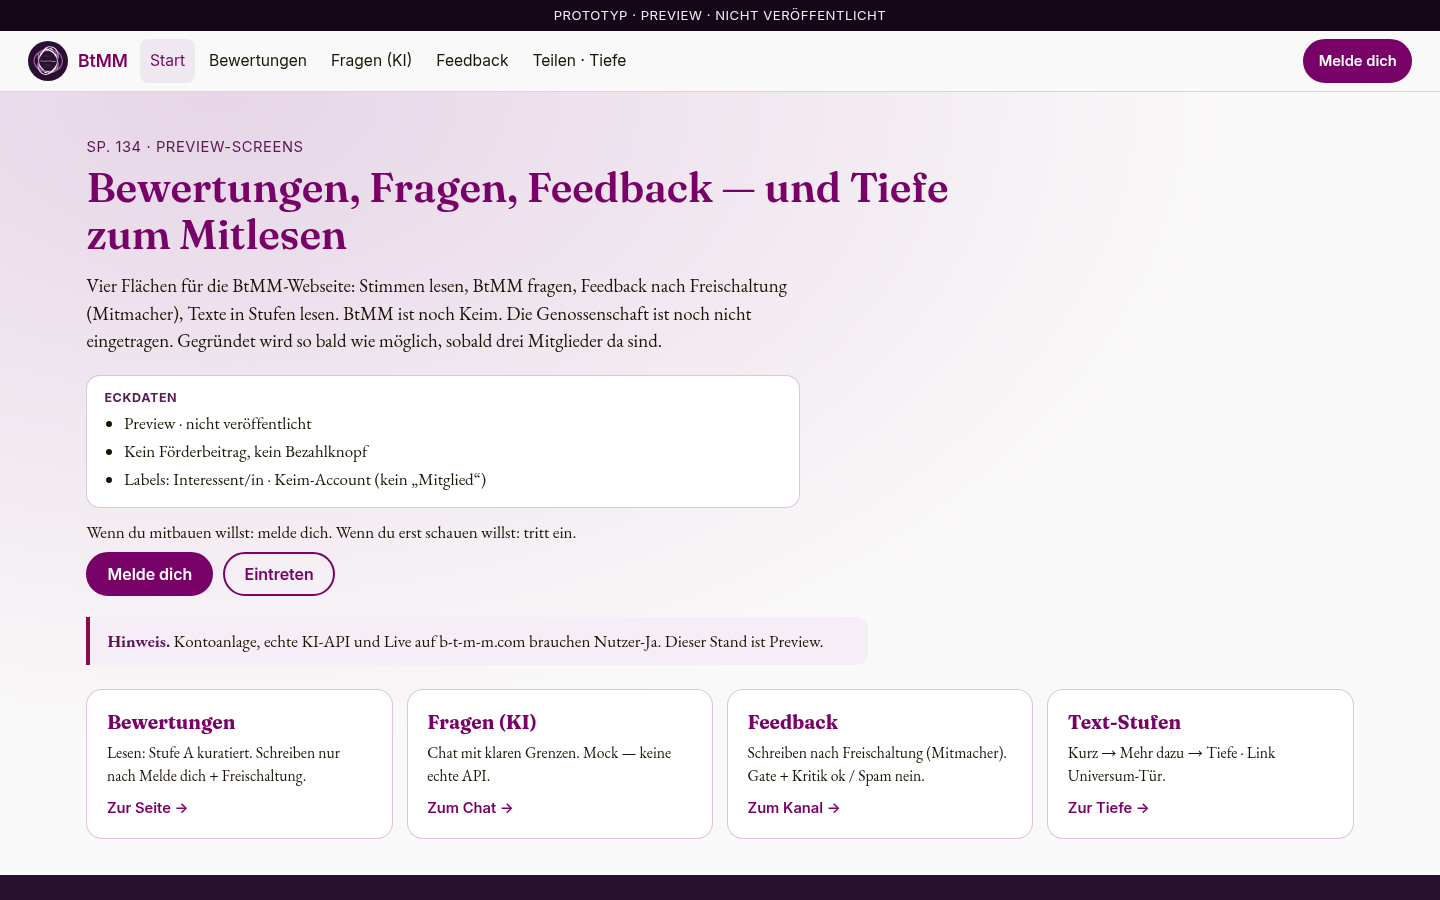 PROTOTYP · PREVIEW · NICHT VERÖFFENTLICHT
BtMM Start Bewertungen Fragen (KI) Feedback Teilen · Tiefe Melde dich
SP. 134 · PREVIEW-SCREENS
Bewertungen, Fragen, Feedback — und Tiefe
zum Mitlesen
Vier Flächen für die BtMM-Webseite: Stimmen lesen, BtMM fragen, Feedback nach Freischaltung
(Mitmacher), Texte in Stufen lesen. BtMM ist noch Keim. Die Genossenschaft ist noch nicht
eingetragen. Gegründet wird so bald wie möglich, sobald drei Mitglieder da sind.
ECKDATEN
• Preview · nicht veröffentlicht
• Kein Förderbeitrag, kein Bezahlknopf
• Labels: Interessent/in · Keim-Account (kein „Mitglied“)
Wenn du mitbauen willst: melde dich. Wenn du erst schauen willst: tritt ein.
Melde dich Eintreten
Hinweis. Kontoanlage, echte KI-API und Live auf b-t-m-m.com brauchen Nutzer-Ja. Dieser Stand ist Preview.
Bewertungen
Lesen: Stufe A kuratiert. Schreiben nur
nach Melde dich + Freischaltung.
Zur Seite →
Fragen (KI)
Chat mit klaren Grenzen. Mock — keine
echte API.
Zum Chat →
Feedback
Schreiben nach Freischaltung (Mitmacher).
Gate + Kritik ok / Spam nein.
Zum Kanal →
Text-Stufen
Kurz → Mehr dazu → Tiefe · Link
Universum-Tür.
Zur Tiefe →